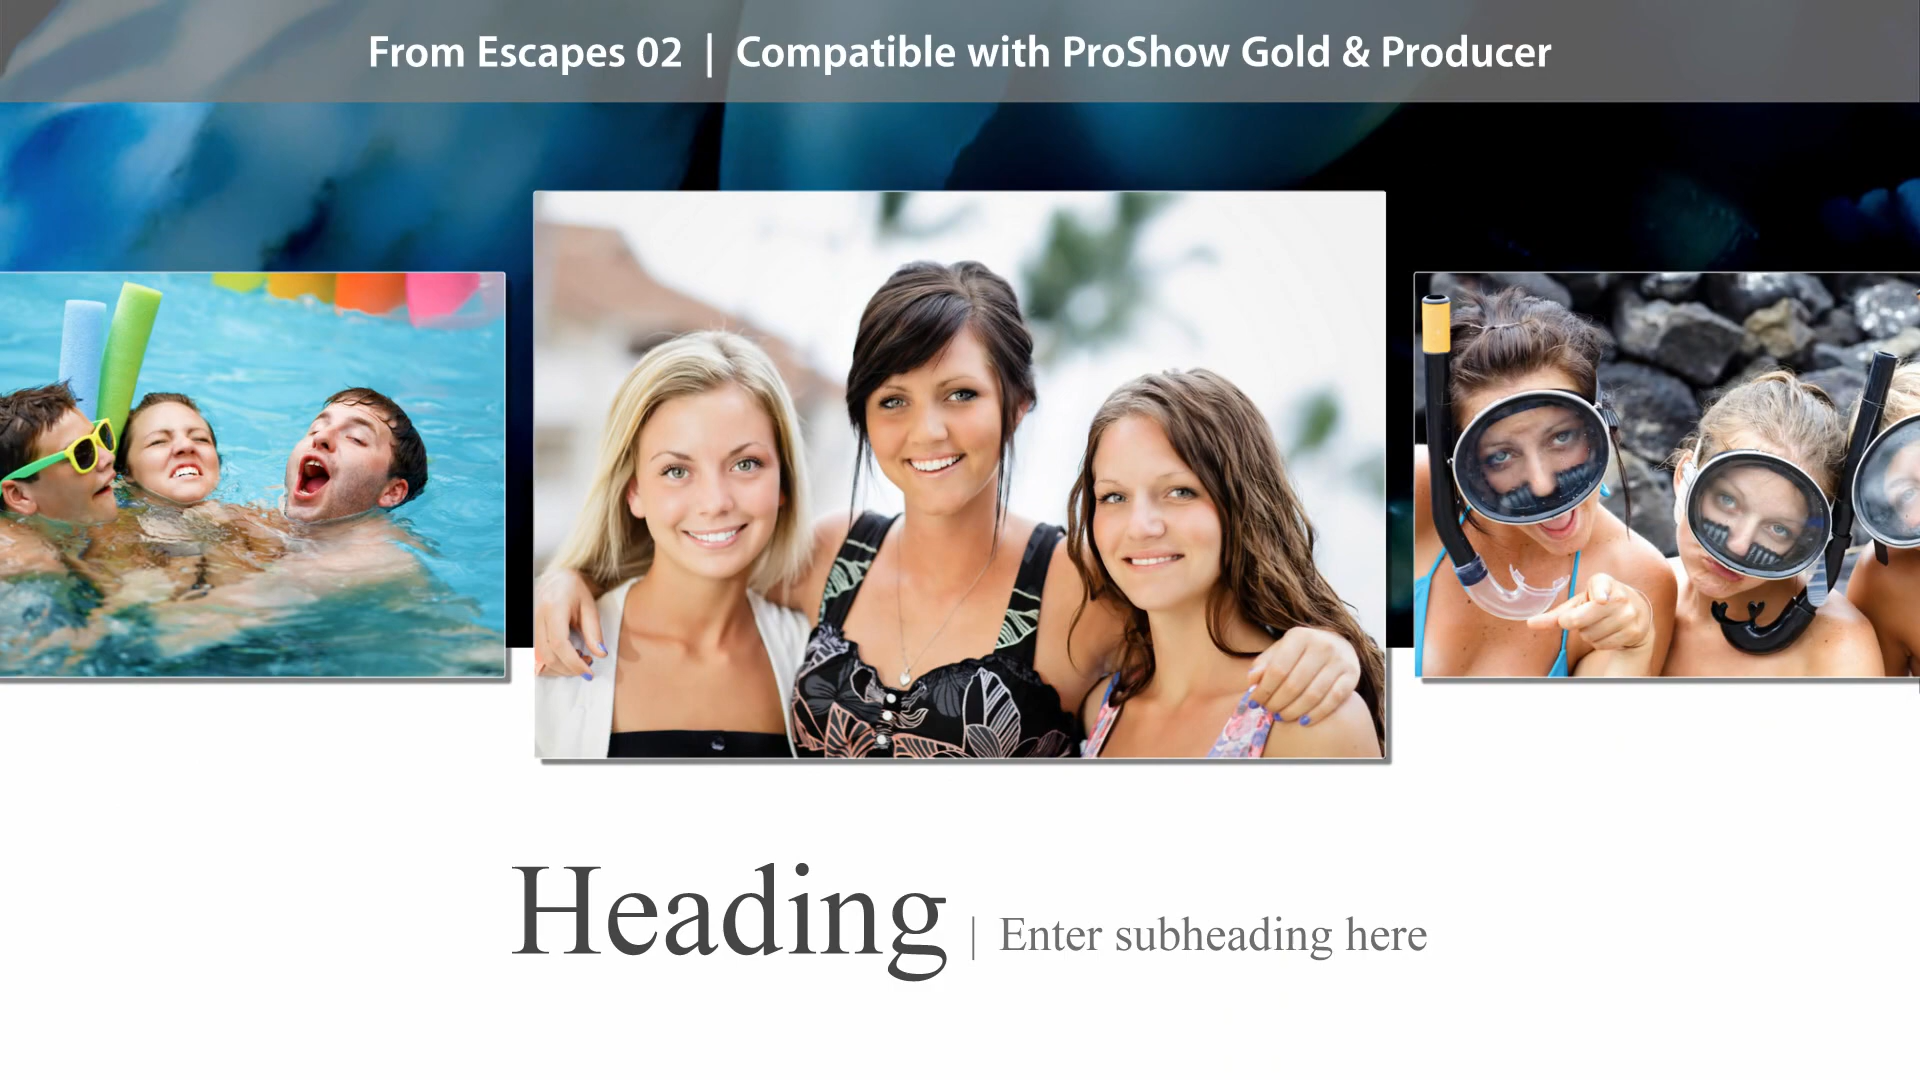 From Escapes 02 | Compatible with ProShow Gold & Producer
Heading | Enter subheading here